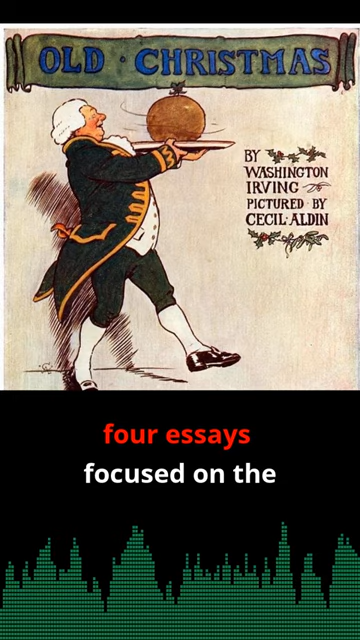 OLD · CHRISTMAS
BY
WASHINGTON
IRVING
PICTURED BY
CECIL·ALDIN
four essays
focused on the